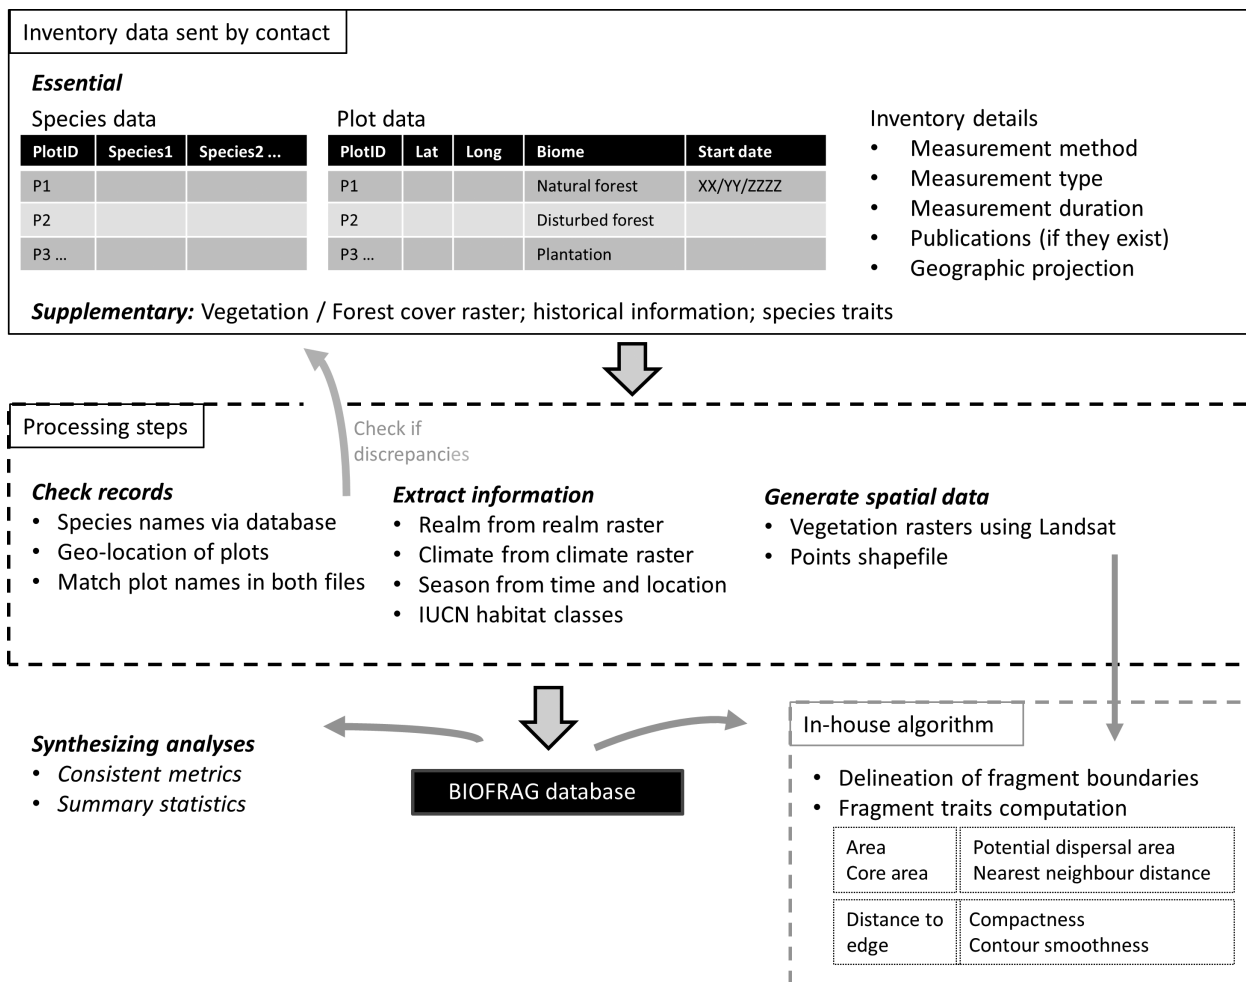 Inventory data sent by contact
Essential
Species data
PlotID Species1 Species2 ...
P1
P2
P3 ...
Plot data
PlotID Lat Long Biome Start date
P1 Natural forest XX/YY/ZZZZ
P2 Disturbed forest
P3 ... Plantation
Inventory details
• Measurement method
• Measurement type
• Measurement duration
• Publications (if they exist)
• Geographic projection
Supplementary: Vegetation / Forest cover raster; historical information; species traits
Processing steps
Check if
discrepancies
Check records
• Species names via database
• Geo-location of plots
• Match plot names in both files
Extract information
• Realm from realm raster
• Climate from climate raster
• Season from time and location
• IUCN habitat classes
Generate spatial data
• Vegetation rasters using Landsat
• Points shapefile
Synthesizing analyses
• Consistent metrics
• Summary statistics
BIOFRAG database
In-house algorithm
• Delineation of fragment boundaries
• Fragment traits computation
Area
Core area
Potential dispersal area
Nearest neighbour distance
Distance to
edge
Compactness
Contour smoothness